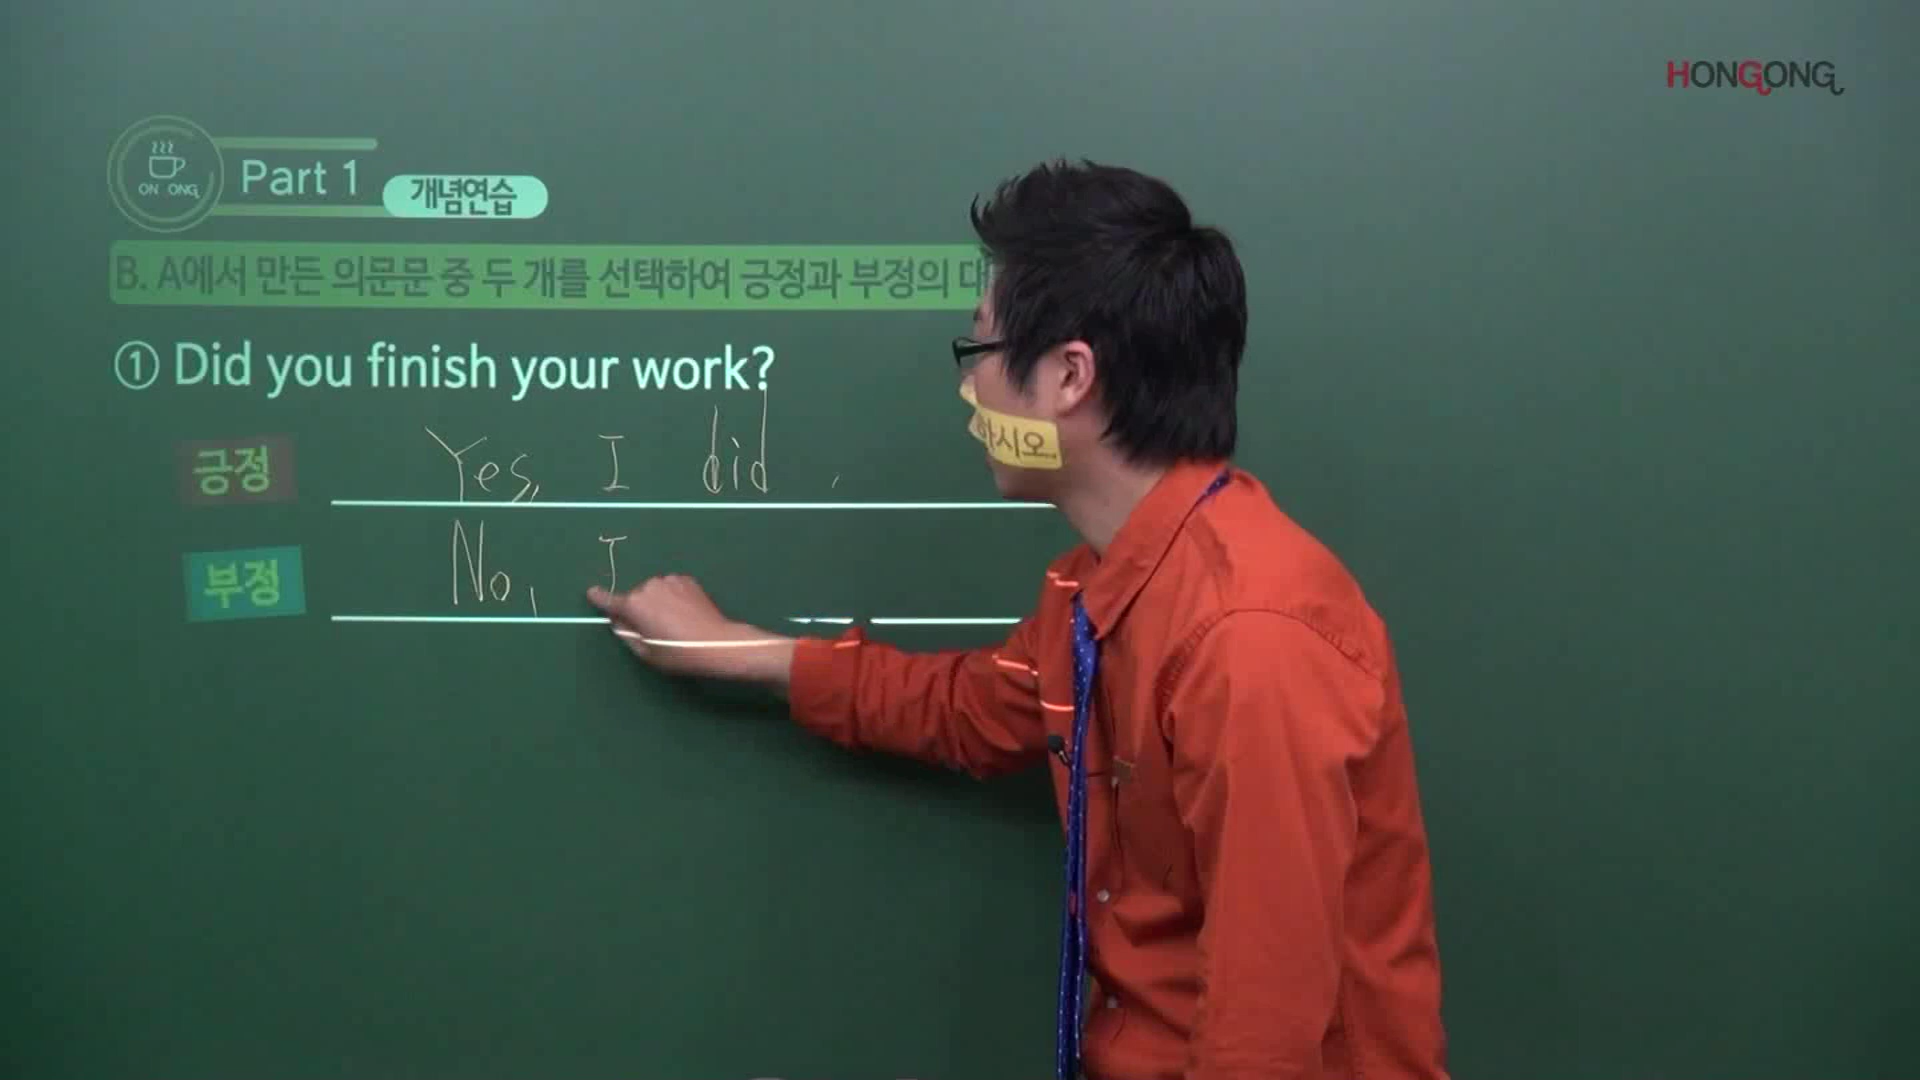 HONGONG
ON ONG
Part 1
개념연습
B. A에서 만든 의문문 중 두 개를 선택하여 긍정과 부정의 대
하시오.
① Did you finish your work?
긍정 Yes, I did .
부정 No, I